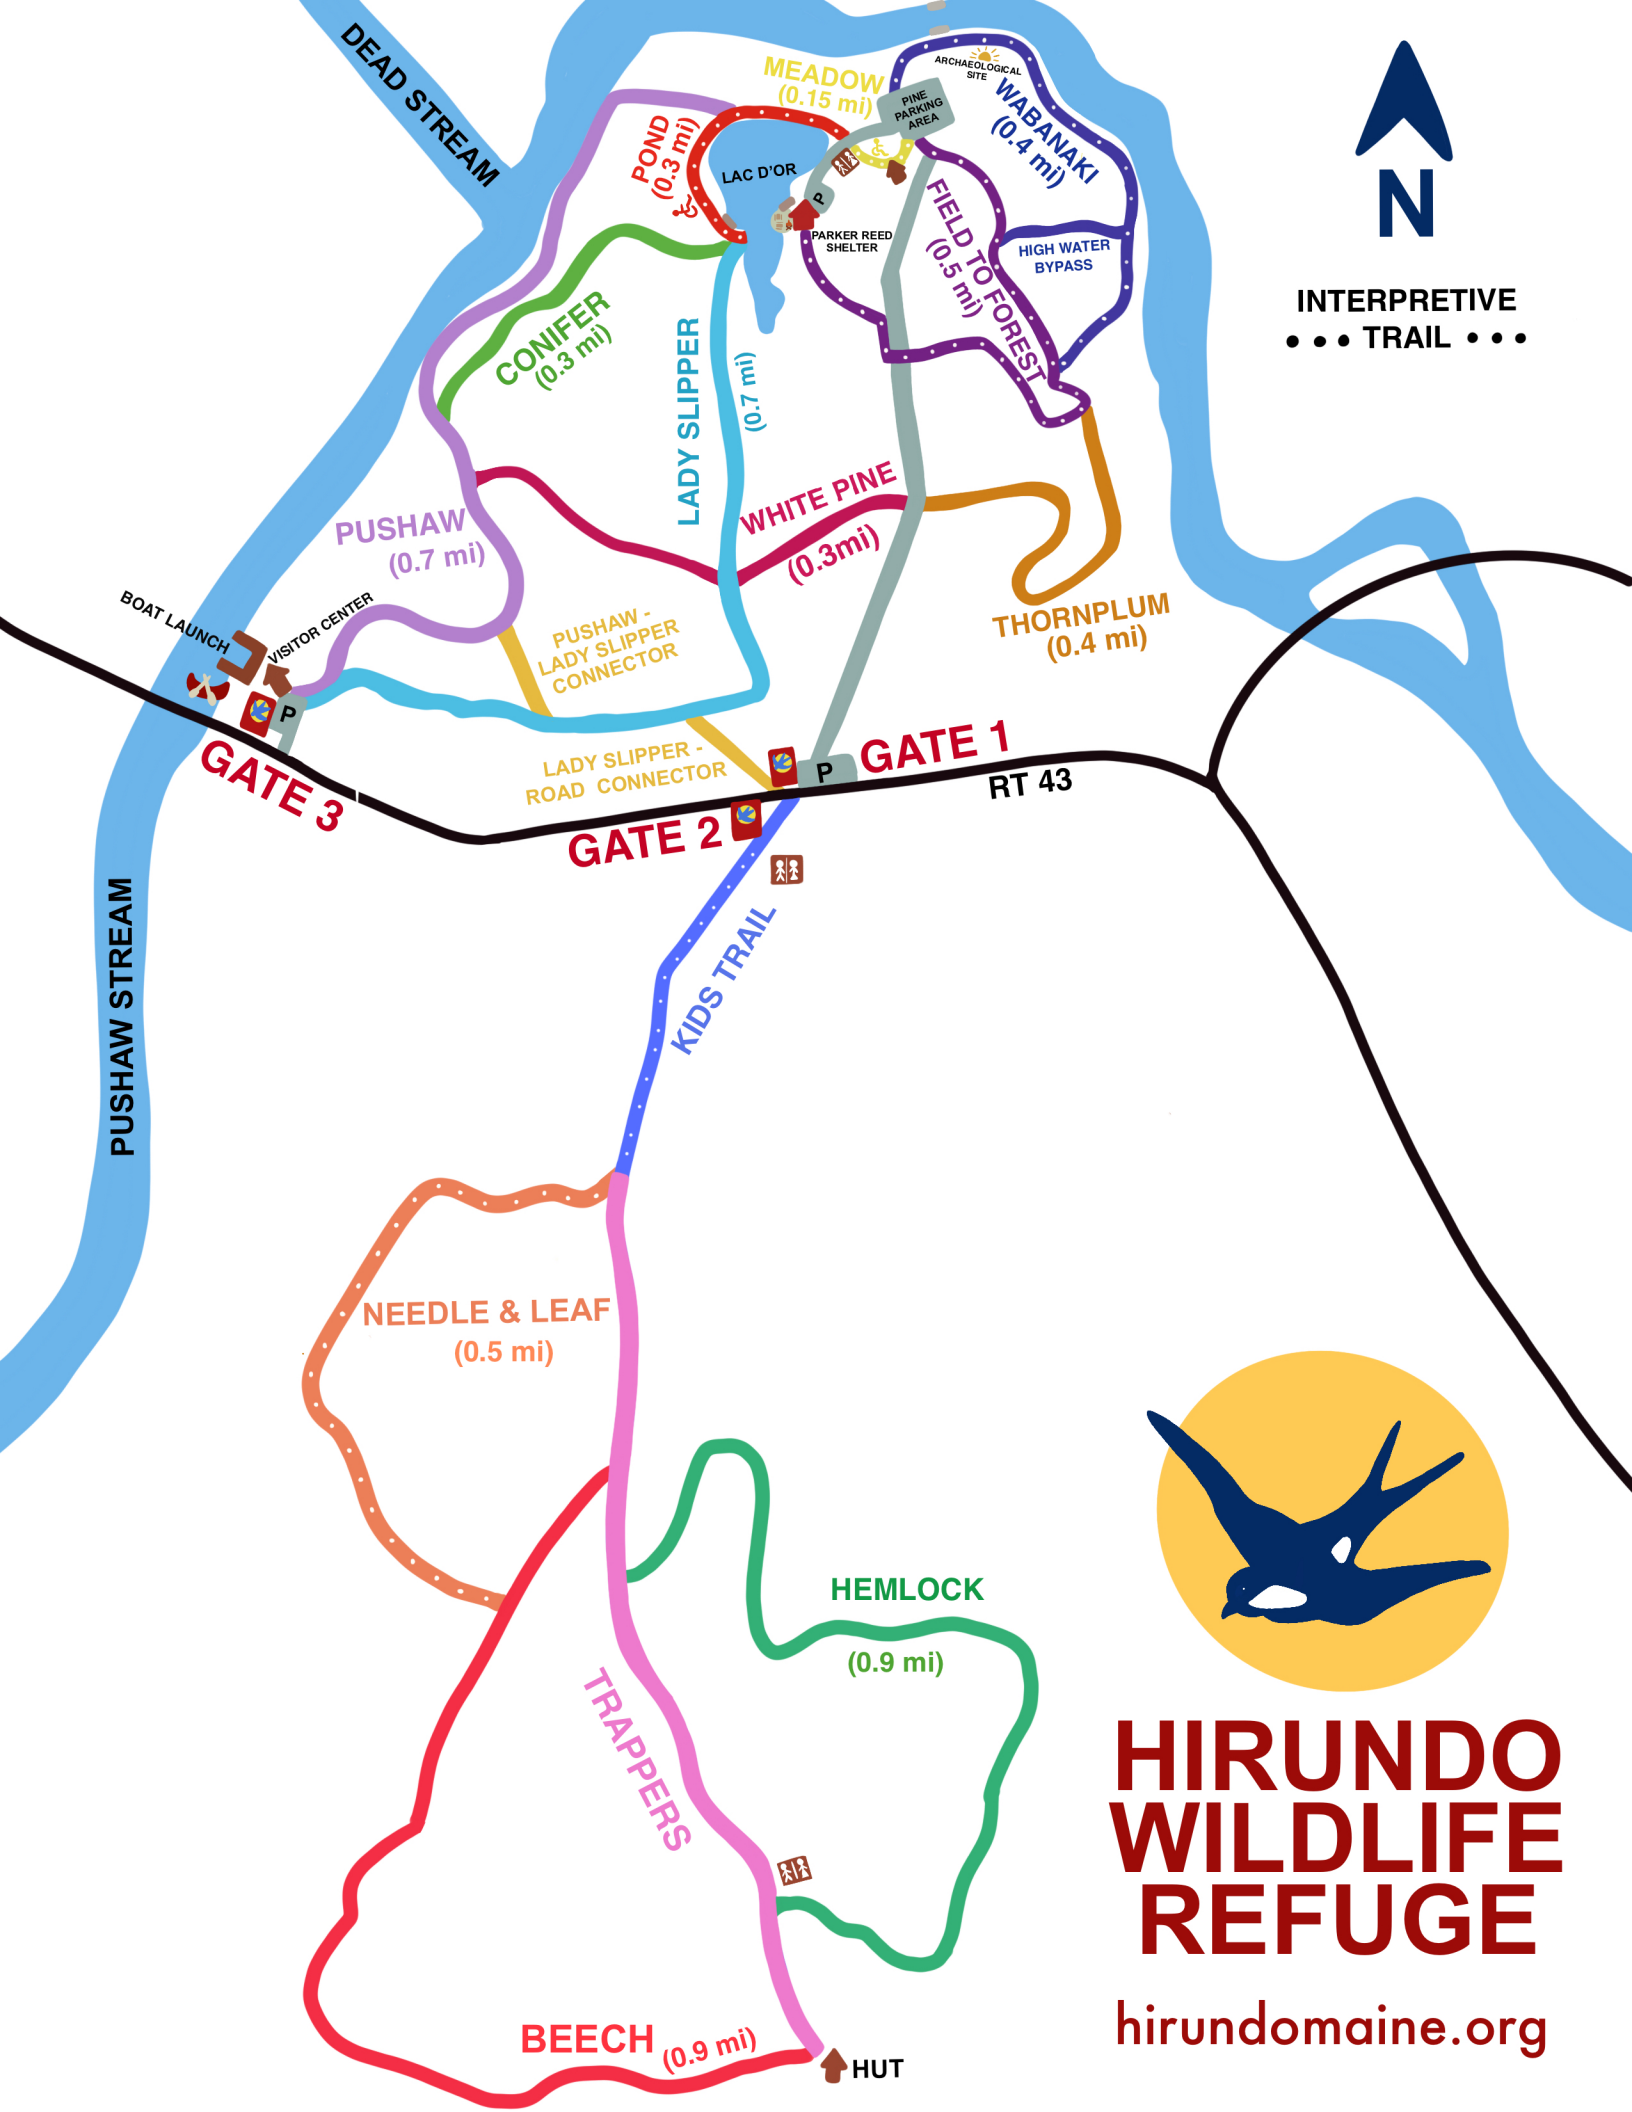 DEAD STREAM
MEADOW
(0.15 mi)
ARCHAEOLOGICAL
SITE
PINE
PARKING
AREA
WABANAKI
(0.4 mi)
POND
(0.3 mi)
LAC D'OR
P
PARKER REED
SHELTER
FIELD TO FOREST
(0.5 mi)
HIGH WATER
BYPASS
N
INTERPRETIVE
••• TRAIL •••
CONIFER
(0.3 mi)
LADY SLIPPER
(0.7 mi)
WHITE PINE
(0.3mi)
PUSHAW
(0.7 mi)
THORNPLUM
(0.4 mi)
BOAT LAUNCH
VISITOR CENTER
P
PUSHAW -
LADY SLIPPER
CONNECTOR
GATE 3
LADY SLIPPER -
ROAD CONNECTOR
P
GATE 1
RT 43
GATE 2
KIDS TRAIL
PUSHAW STREAM
NEEDLE & LEAF
(0.5 mi)
HEMLOCK
(0.9 mi)
TRAPPERS
BEECH (0.9 mi)
HUT
HIRUNDO
WILDLIFE
REFUGE
hirundomaine.org